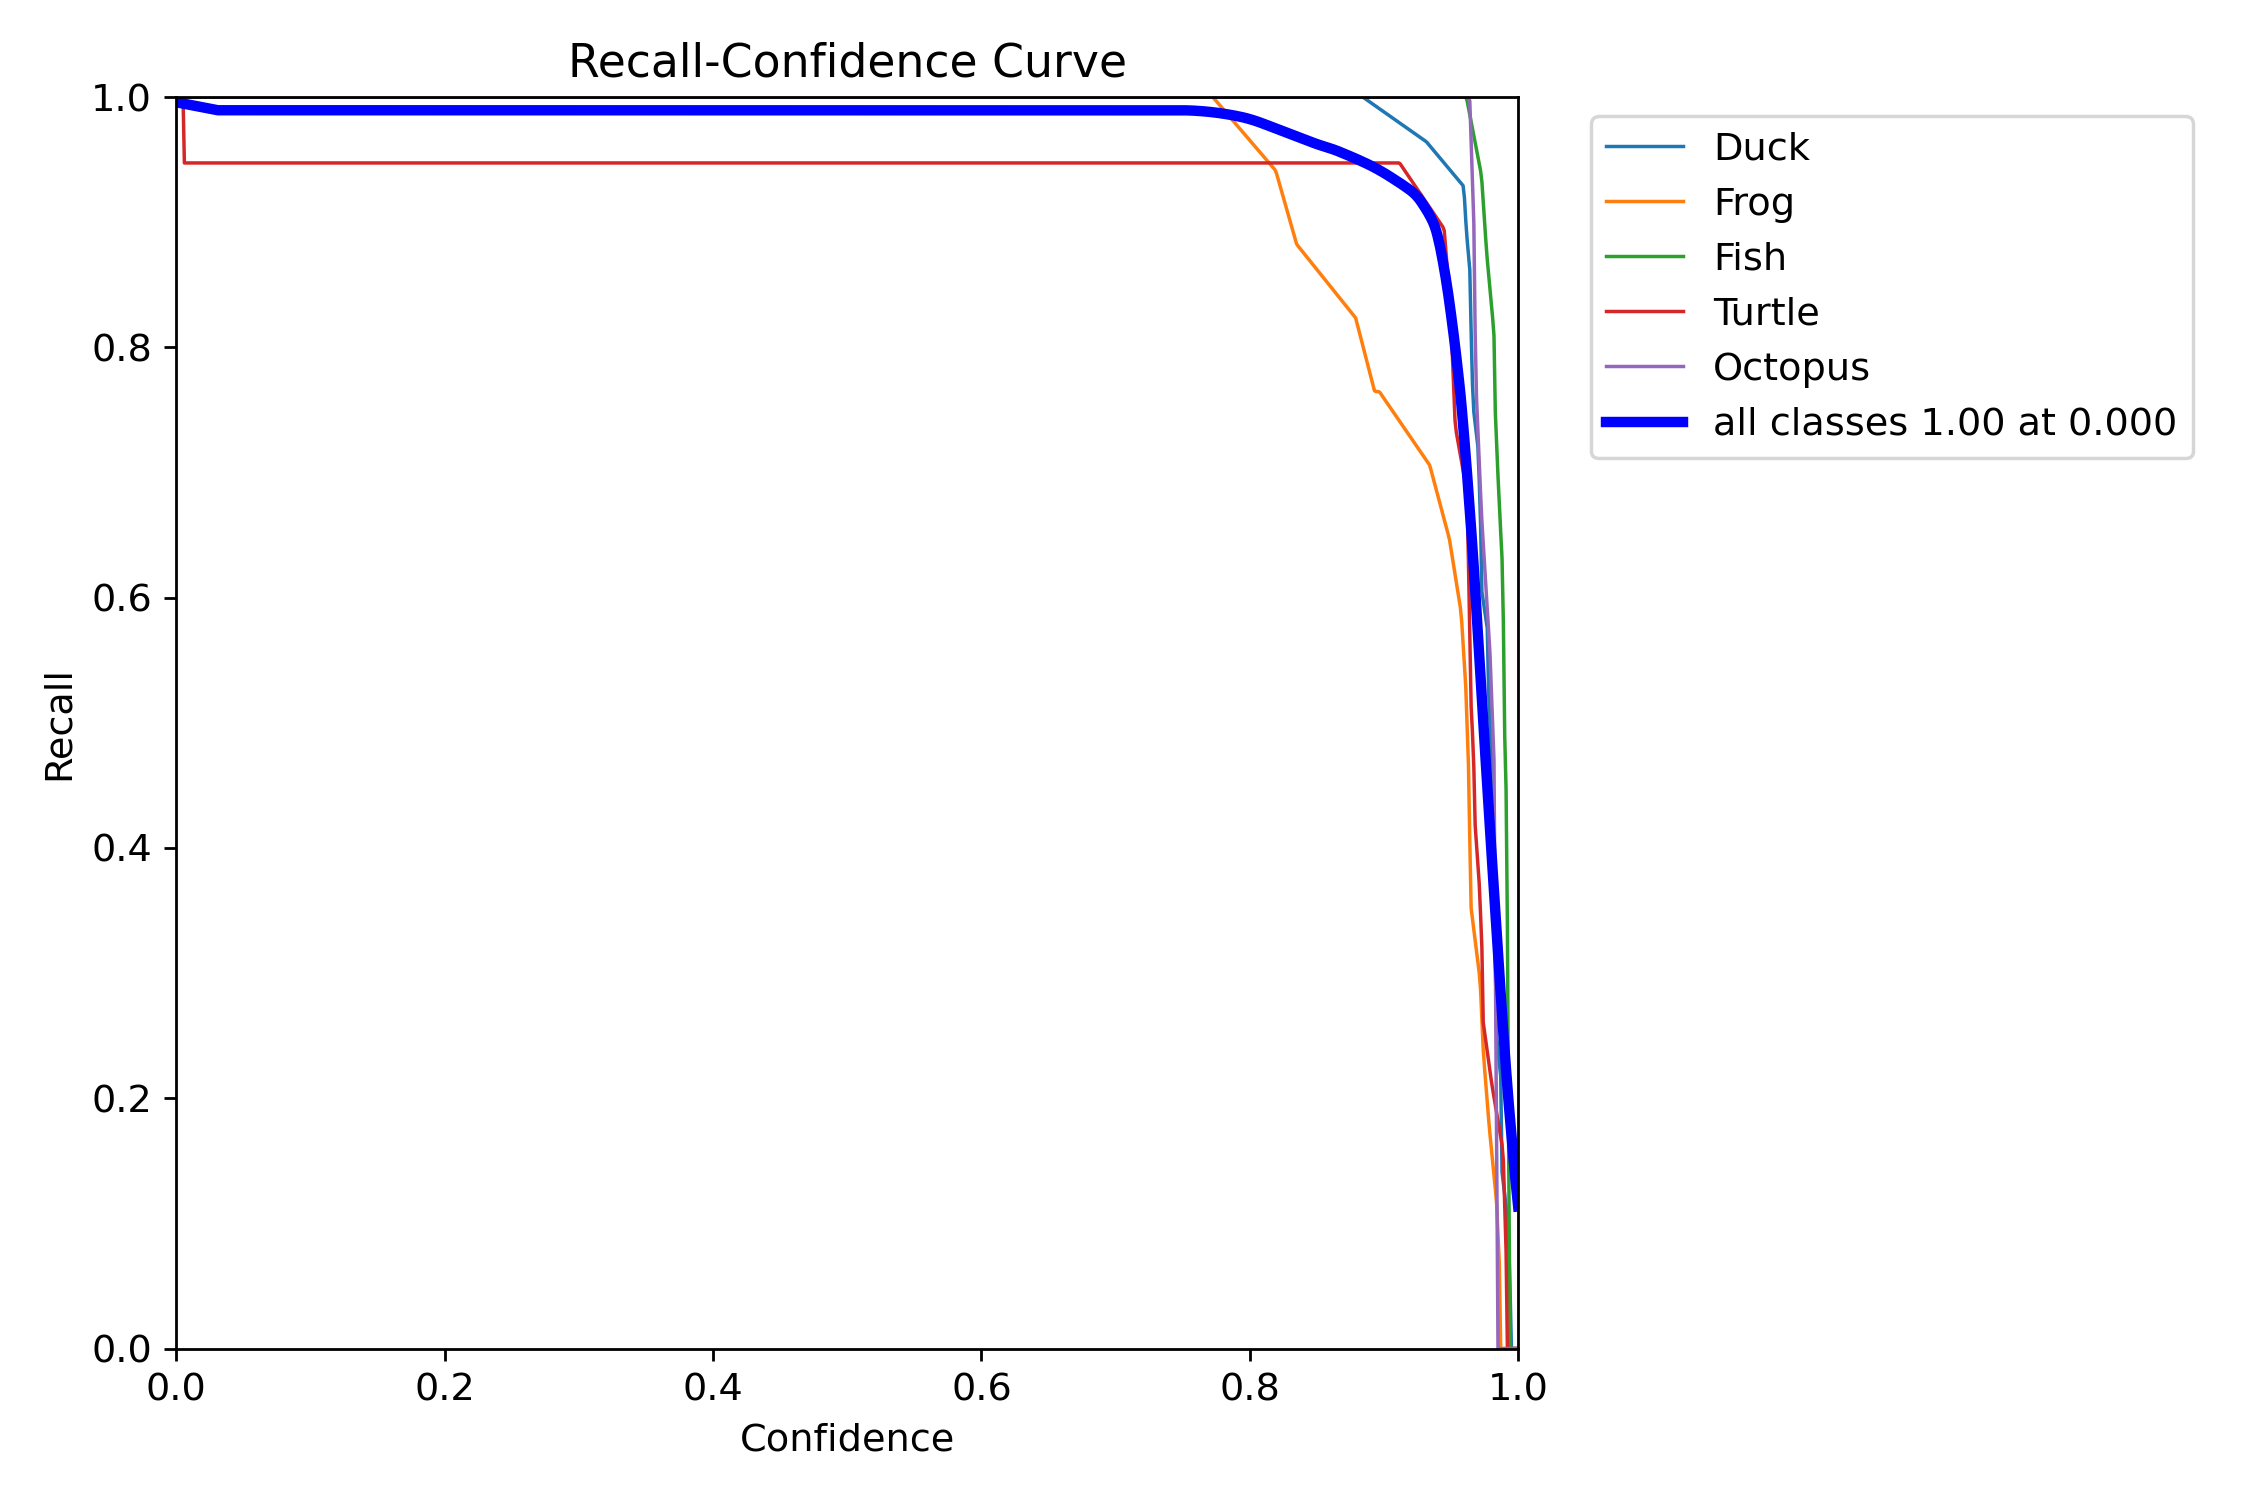 Recall-Confidence Curve
1.0
0.8
0.6
0.4
0.2
0.0
Recall
0.0 0.2 0.4 0.6 0.8 1.0
Confidence
Duck
Frog
Fish
Turtle
Octopus
all classes 1.00 at 0.000